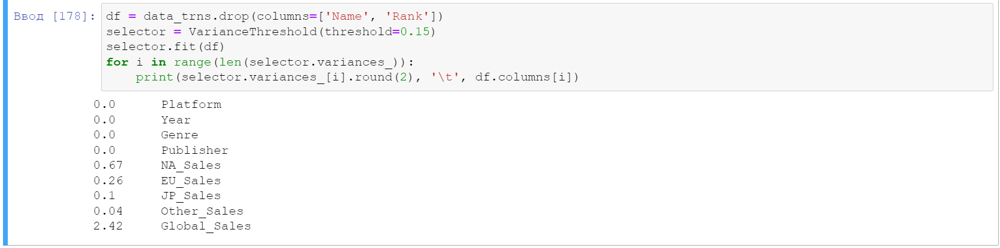 Ввод [178]: df = data_trns.drop(columns=['Name', 'Rank'])
selector = VarianceThreshold(threshold=0.15)
selector.fit(df)
for i in range(len(selector.variances_)):
    print(selector.variances_[i].round(2), '\t', df.columns[i])
0.0 Platform
0.0 Year
0.0 Genre
0.0 Publisher
0.67 NA_Sales
0.26 EU_Sales
0.1 JP_Sales
0.04 Other_Sales
2.42 Global_Sales